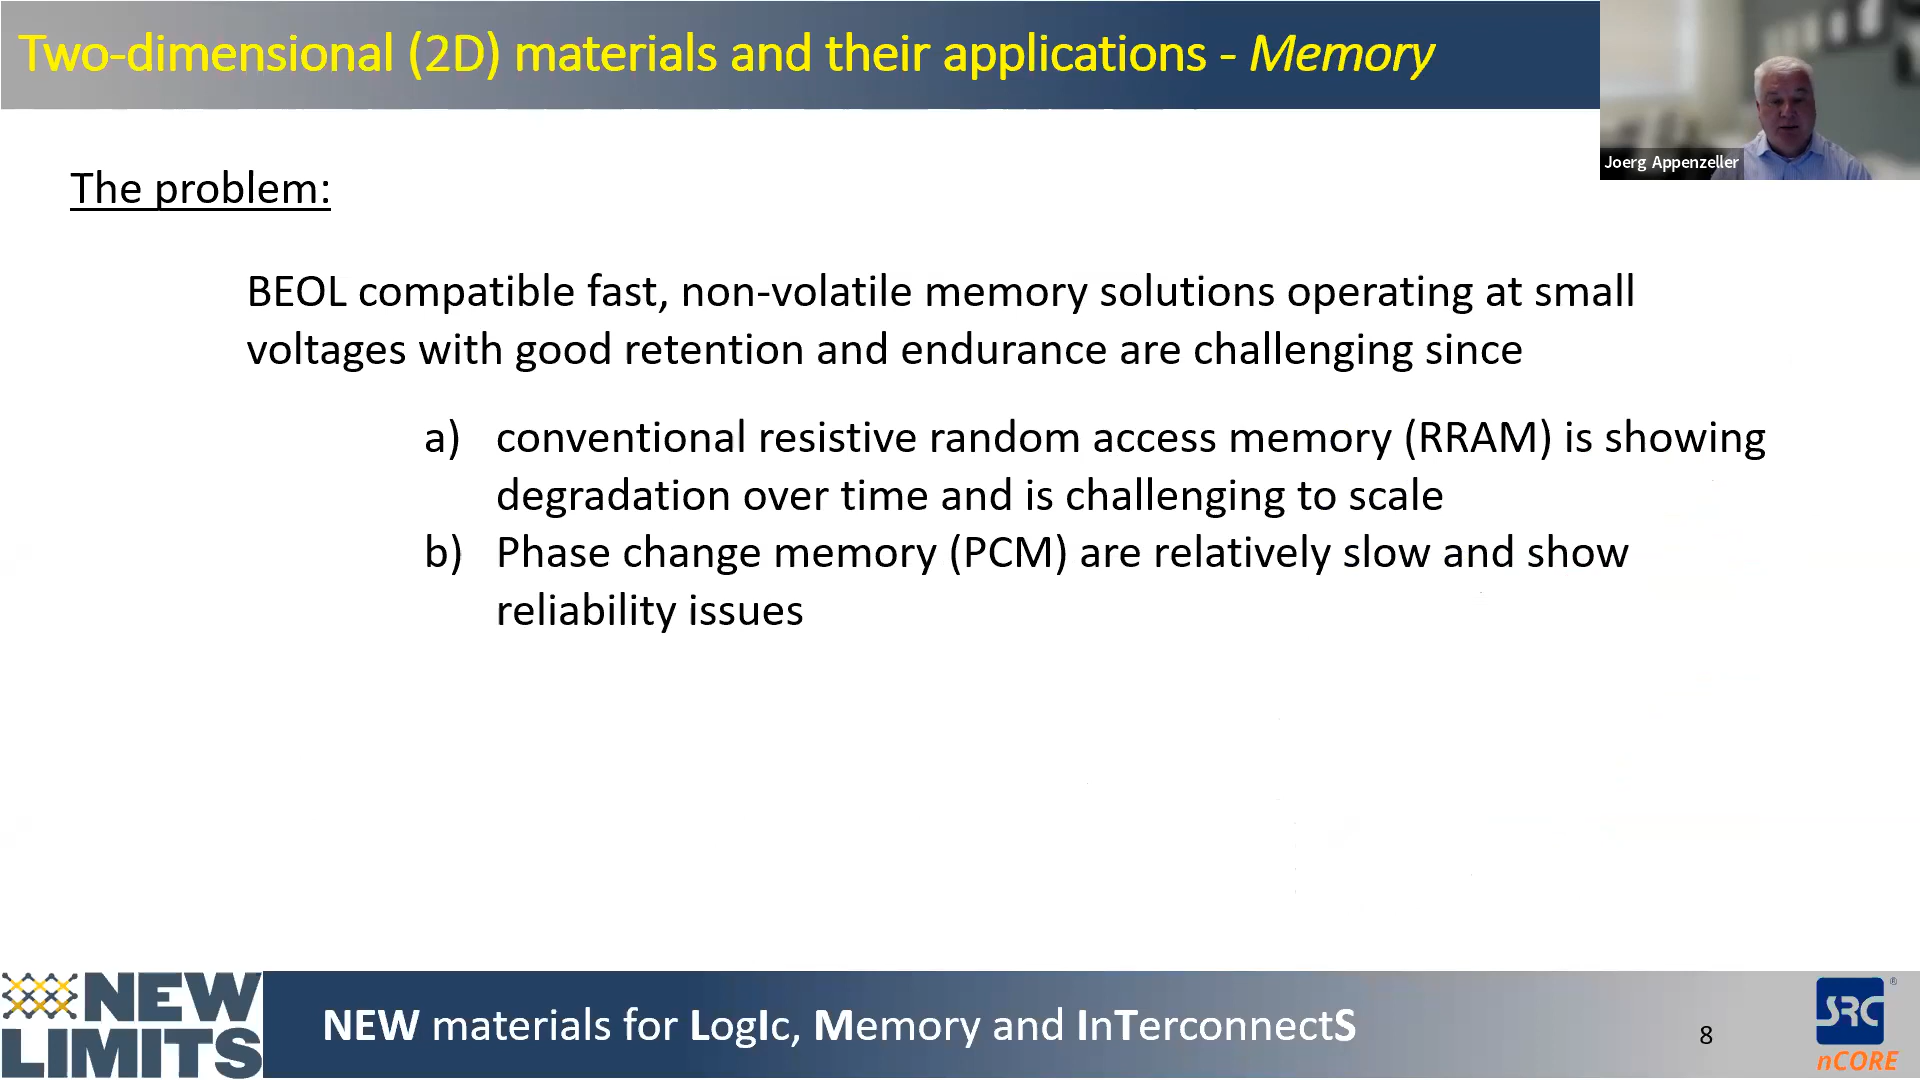 Two-dimensional (2D) materials and their applications - Memory
Joerg Appenzeller
The problem:
BEOL compatible fast, non-volatile memory solutions operating at small
voltages with good retention and endurance are challenging since
a) conventional resistive random access memory (RRAM) is showing
degradation over time and is challenging to scale
b) Phase change memory (PCM) are relatively slow and show
reliability issues
NEW
LIMITS
NEW materials for LogIc, Memory and InTerconnectS
8
SRC®
nCORE